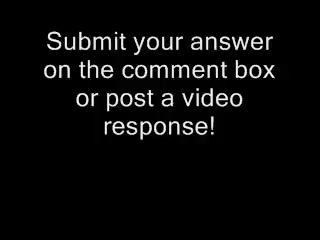 Submit your answer
on the comment box
or post a video
response!